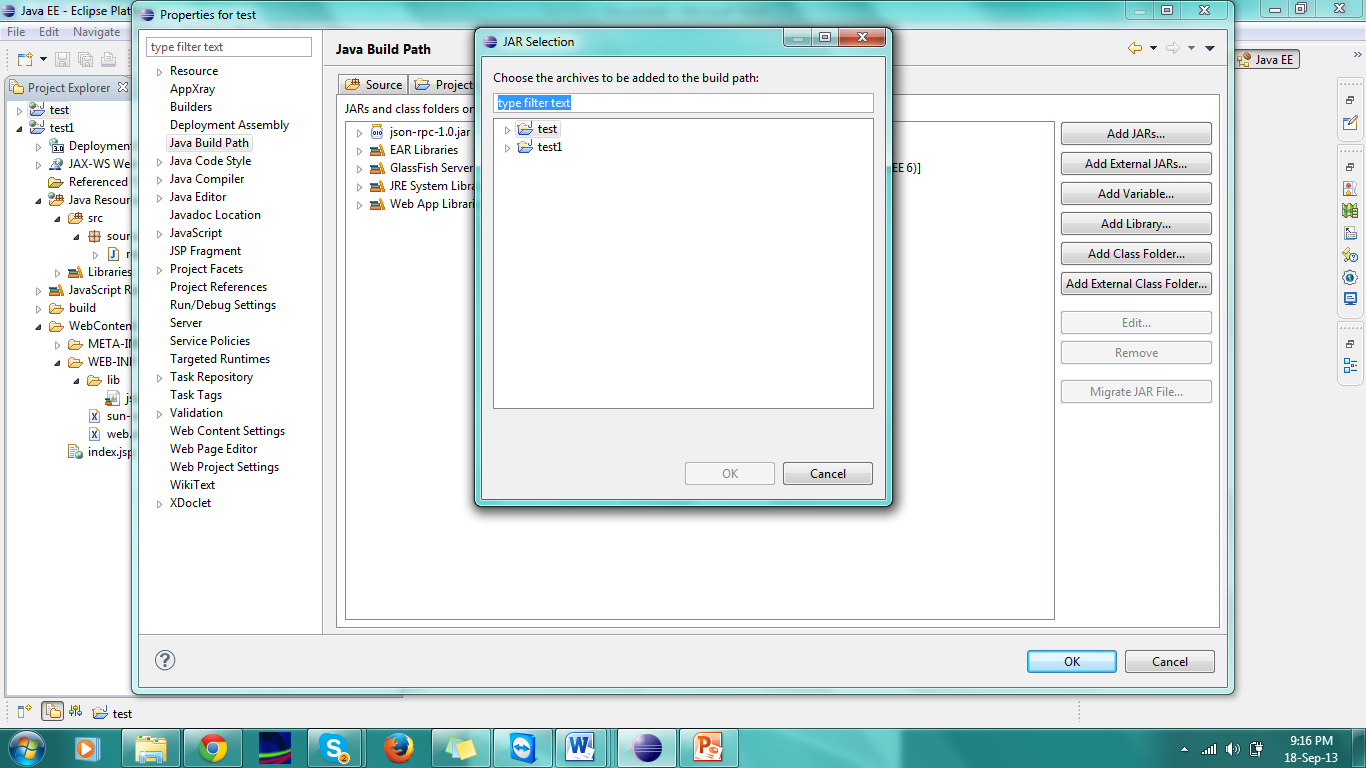 Java EE - Eclipse Plat
File Edit Navigate
Project Explorer
test
test1
Deploymen
JAX-WS We
Referenced
Java Resour
src
sour
Libraries
JavaScript R
build
WebConten
META-IN
WEB-INF
lib
js
sun-
web.
index.jsp
test
Properties for test
type filter text
Resource
AppXray
Builders
Deployment Assembly
Java Build Path
Java Code Style
Java Compiler
Java Editor
Javadoc Location
JavaScript
JSP Fragment
Project Facets
Project References
Run/Debug Settings
Server
Service Policies
Targeted Runtimes
Task Repository
Task Tags
Validation
Web Content Settings
Web Page Editor
Web Project Settings
WikiText
XDoclet
Java Build Path
Source Project
JARs and class folders on
json-rpc-1.0.jar
EAR Libraries
GlassFish Server EE 6)]
JRE System Libra
Web App Librari
JAR Selection
Choose the archives to be added to the build path:
type filter text
test
test1
OK Cancel
Add JARs...
Add External JARs...
Add Variable...
Add Library...
Add Class Folder...
Add External Class Folder...
Edit...
Remove
Migrate JAR File...
OK Cancel
Java EE
9:16 PM
18-Sep-13